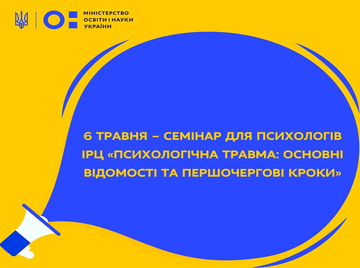 МІНІСТЕРСТВО
ОСВІТИ І НАУКИ
УКРАЇНИ
6 ТРАВНЯ – СЕМІНАР ДЛЯ ПСИХОЛОГІВ
ІРЦ «ПСИХОЛОГІЧНА ТРАВМА: ОСНОВНІ
ВІДОМОСТІ ТА ПЕРШОЧЕРГОВІ КРОКИ»